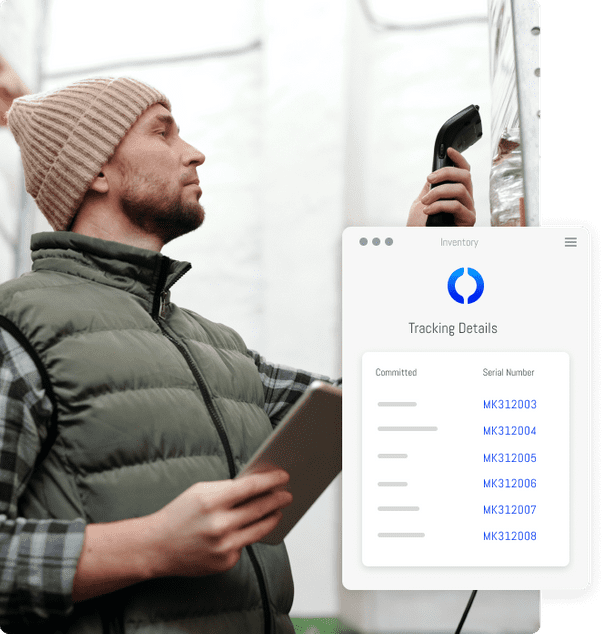 Inventory
Tracking Details
Committed Serial Number
MK312003
MK312004
MK312005
MK312006
MK312007
MK312008